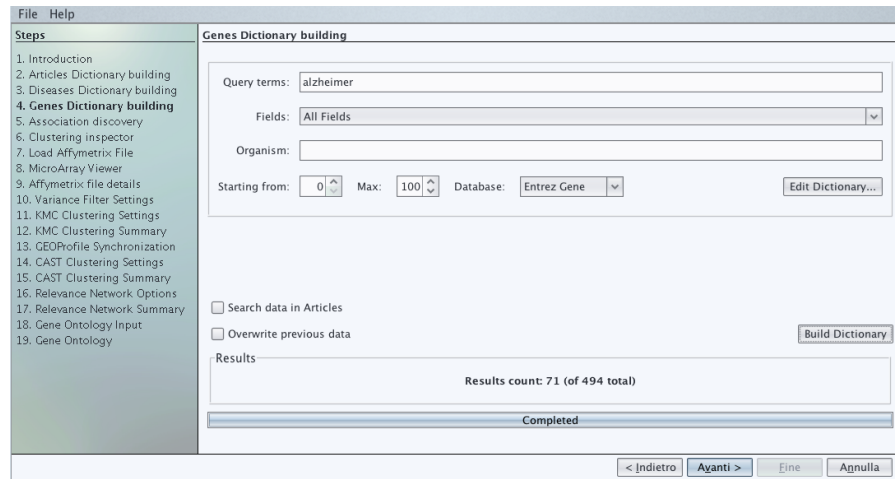 File Help
Steps
1. Introduction
2. Articles Dictionary building
3. Diseases Dictionary building
4. Genes Dictionary building
5. Association discovery
6. Clustering inspector
7. Load Affymetrix File
8. MicroArray Viewer
9. Affymetrix file details
10. Variance Filter Settings
11. KMC Clustering Settings
12. KMC Clustering Summary
13. GEOProfile Synchronization
14. CAST Clustering Settings
15. CAST Clustering Summary
16. Relevance Network Options
17. Relevance Network Summary
18. Gene Ontology Input
19. Gene Ontology
Genes Dictionary building
Query terms: alzheimer
Fields: All Fields
Organism:
Starting from: 0 Max: 100 Database: Entrez Gene Edit Dictionary...
Search data in Articles
Overwrite previous data Build Dictionary
Results
Results count: 71 (of 494 total)
Completed
< Indietro Avanti > Fine Annulla